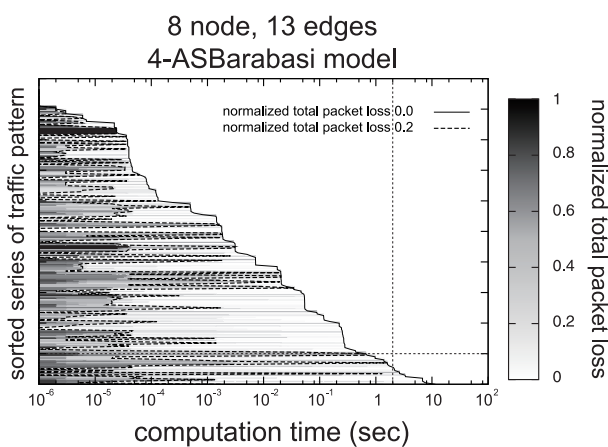 8 node, 13 edges
4-ASBarabasi model
normalized total packet loss 0.0
normalized total packet loss 0.2
sorted series of traffic pattern
10^-6 10^-5 10^-4 10^-3 10^-2 10^-1 1 10 10^2
computation time (sec)
1
0.8
0.6
0.4
0.2
0
normalized total packet loss